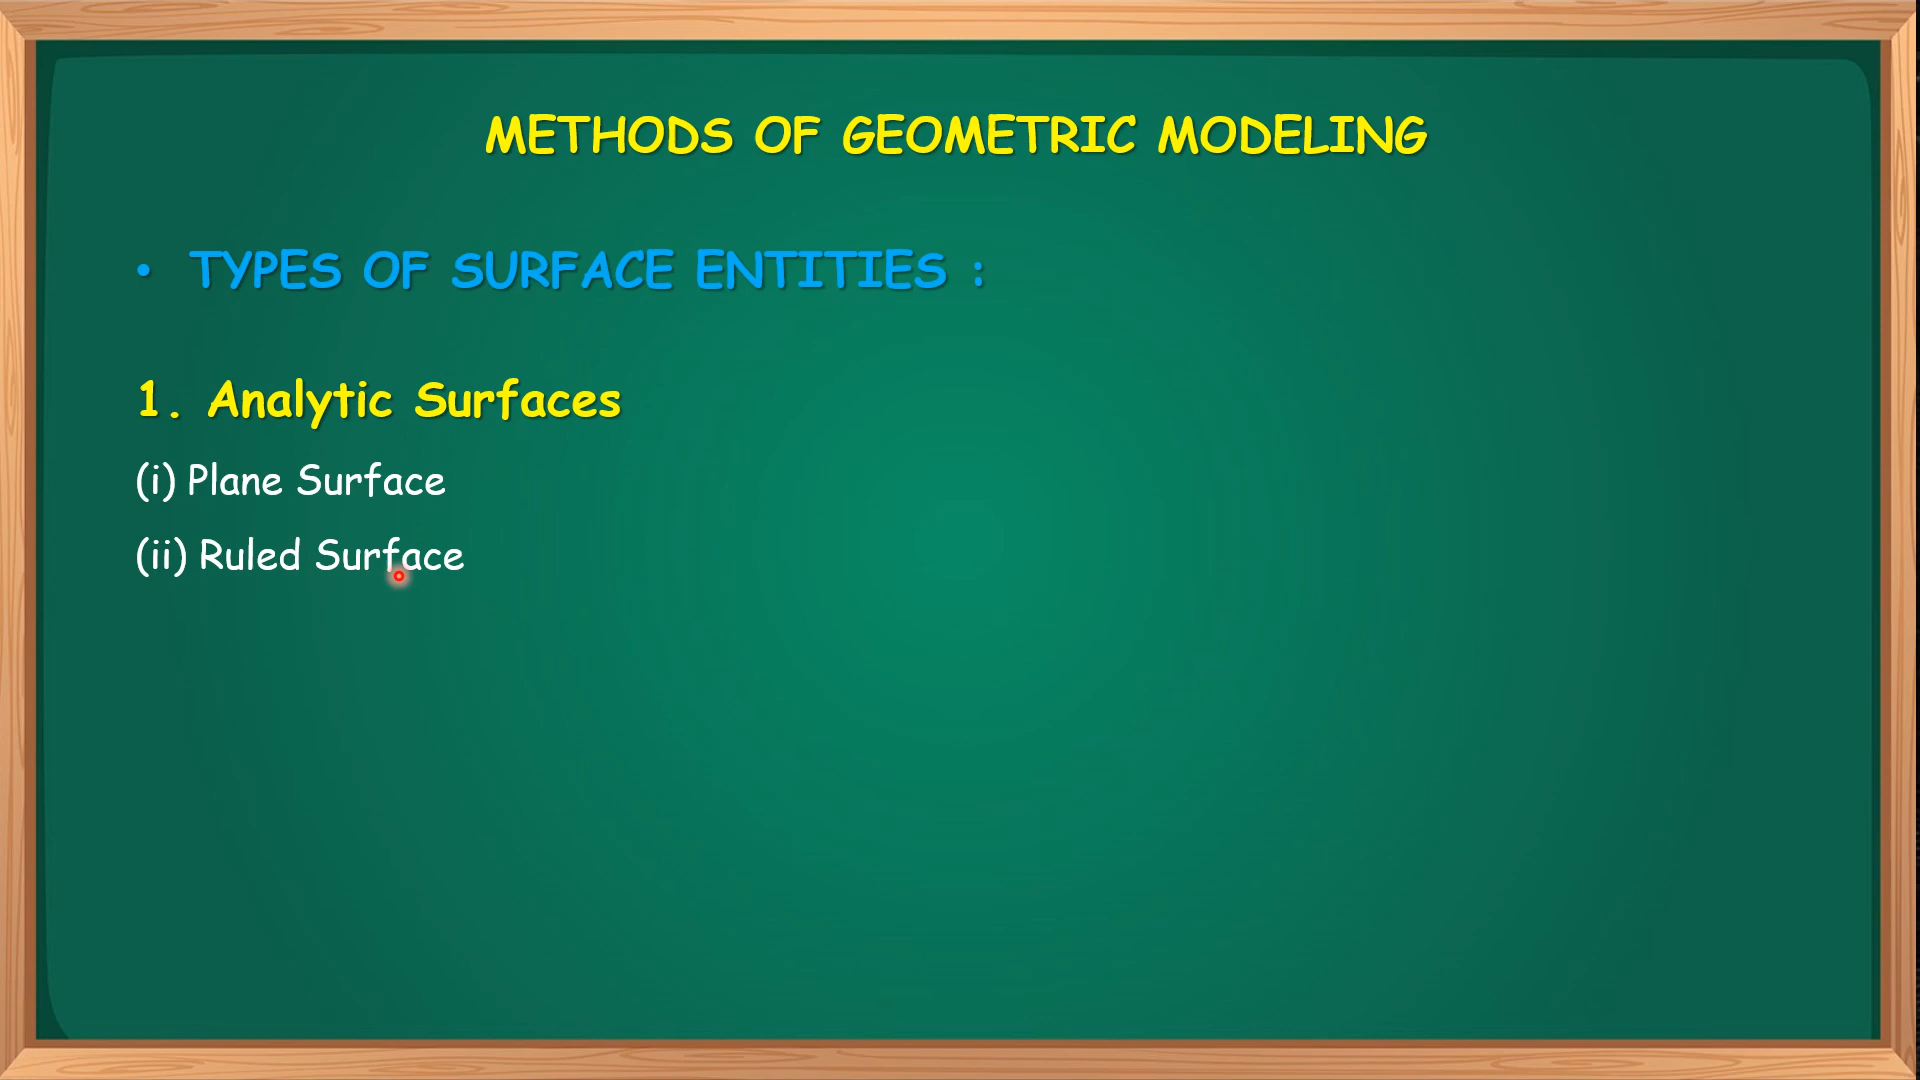 METHODS OF GEOMETRIC MODELING
• TYPES OF SURFACE ENTITIES :
1. Analytic Surfaces
(i) Plane Surface
(ii) Ruled Surface